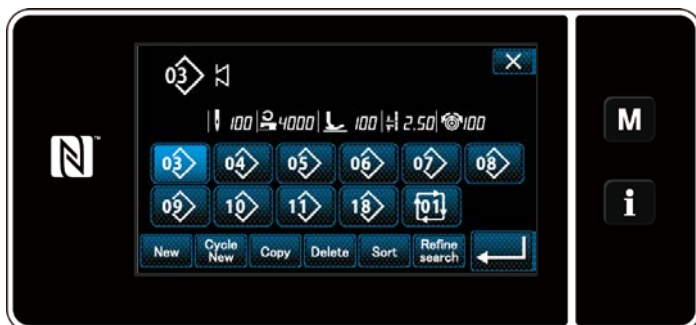 03
100 4000 100 2.50 100
03 04 05 06 07 08
09 10 11 18 01
New Cycle New Copy Delete Sort Refine search
N™
M
i